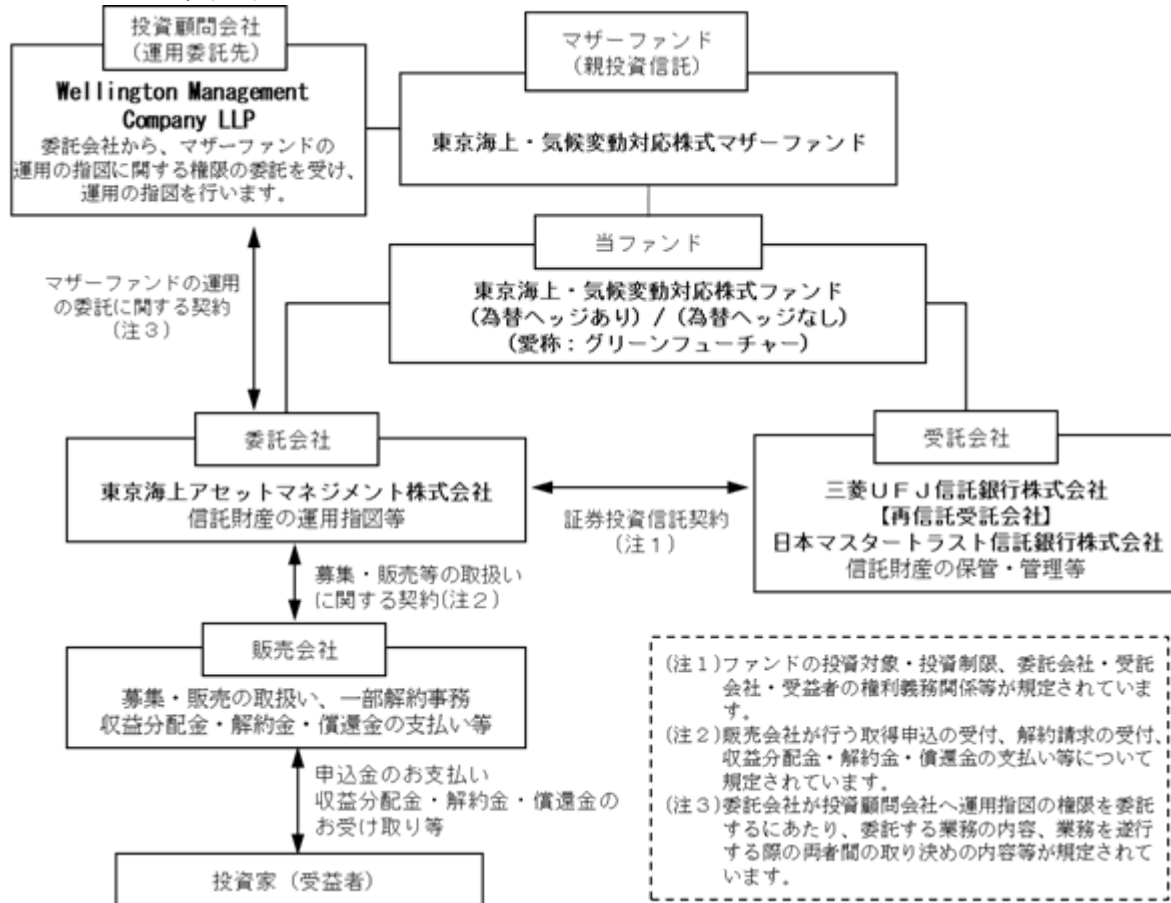 投資顧問会社
(運用委託先)
Wellington Management
Company LLP
委託会社から、マザーファンドの
運用の指図に関する権限の委託を受け、
運用の指図を行います。
マザーファンド
(親投資信託)
東京海上・気候変動対応株式マザーファンド
当ファンド
東京海上・気候変動対応株式ファンド
(為替ヘッジあり) / (為替ヘッジなし)
(愛称：グリーンフューチャー)
マザーファンドの運用
の委託に関する契約
(注３)
委託会社
東京海上アセットマネジメント株式会社
信託財産の運用指図等
証券投資信託契約
(注１)
受託会社
三菱ＵＦＪ信託銀行株式会社
【再信託受託会社】
日本マスタートラスト信託銀行株式会社
信託財産の保管・管理等
募集・販売等の取扱い
に関する契約(注２)
販売会社
募集・販売の取扱い、一部解約事務
収益分配金・解約金・償還金の支払い等
申込金のお支払い
収益分配金・解約金・償還金の
お受け取り等
投資家（受益者）
(注１)ファンドの投資対象・投資制限、委託会社・受託
会社・受益者の権利義務関係等が規定されていま
す。
(注２)販売会社が行う取得申込の受付、解約請求の受付、
収益分配金・解約金・償還金の支払い等について
規定されています。
(注３)委託会社が投資顧問会社へ運用指図の権限を委託
するにあたり、委託する業務の内容、業務を遂行
する際の両者間の取り決めの内容等が規定されて
います。